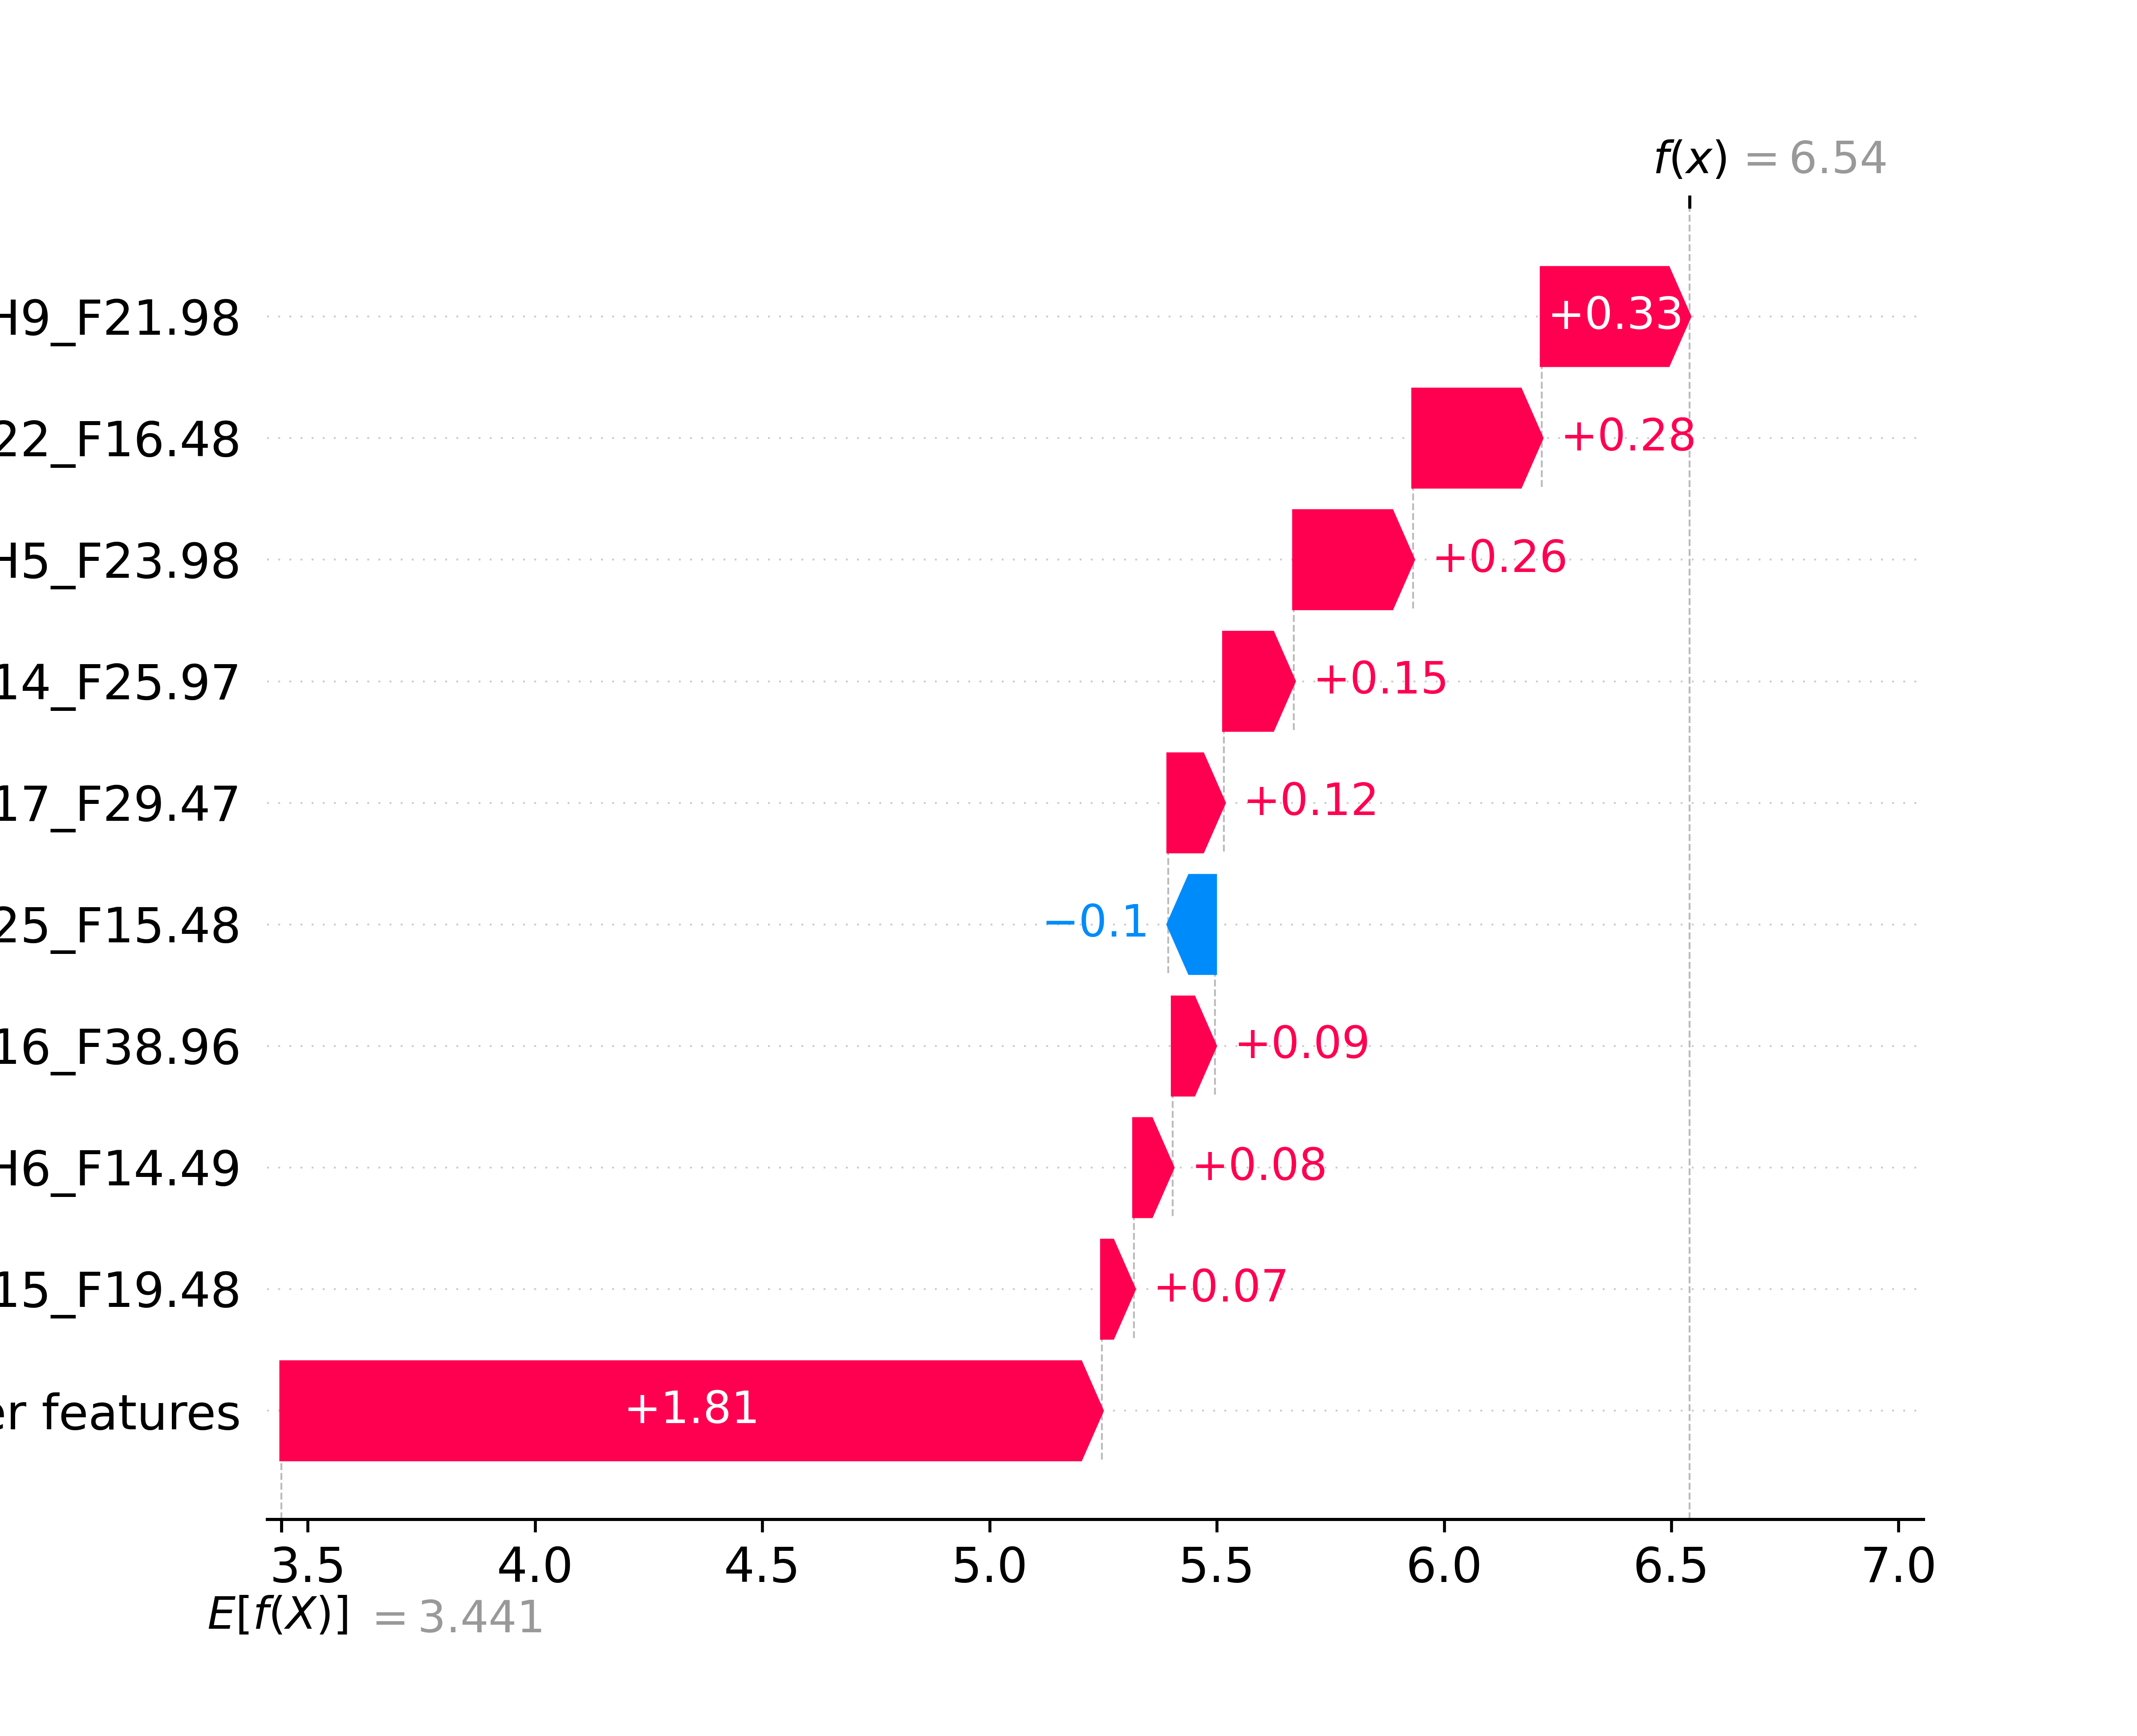 f(x) = 6.54
H9_F21.98
+0.33
22_F16.48
+0.28
H5_F23.98
+0.26
14_F25.97
+0.15
17_F29.47
+0.12
25_F15.48
−0.1
16_F38.96
+0.09
H6_F14.49
+0.08
15_F19.48
+0.07
er features
+1.81
3.5 4.0 4.5 5.0 5.5 6.0 6.5 7.0
E[f(X)] = 3.441